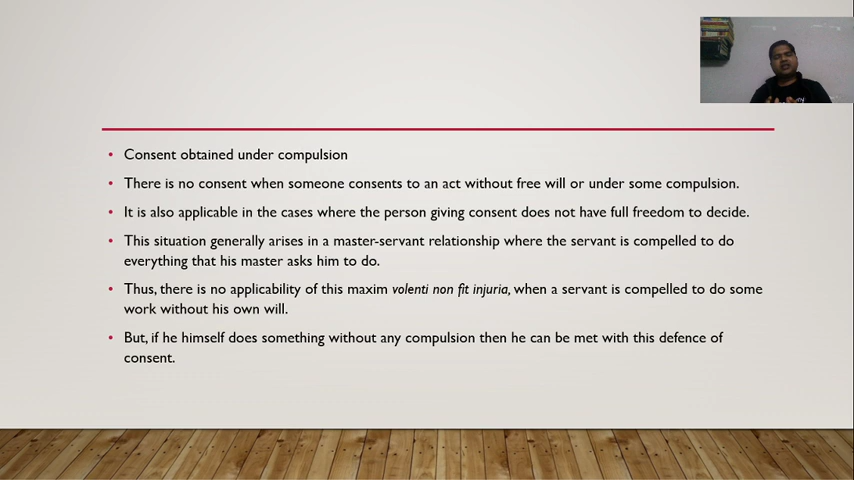 • Consent obtained under compulsion
• There is no consent when someone consents to an act without free will or under some compulsion.
• It is also applicable in the cases where the person giving consent does not have full freedom to decide.
• This situation generally arises in a master-servant relationship where the servant is compelled to do
everything that his master asks him to do.
• Thus, there is no applicability of this maxim volenti non fit injuria, when a servant is compelled to do some
work without his own will.
• But, if he himself does something without any compulsion then he can be met with this defence of
consent.